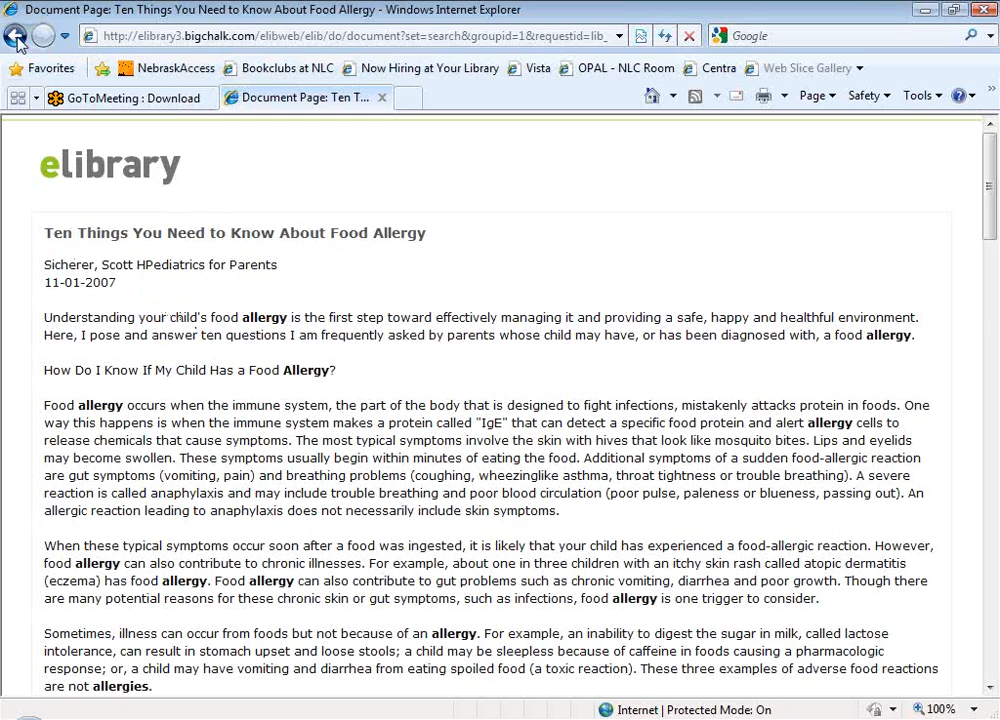 Document Page: Ten Things You Need to Know About Food Allergy - Windows Internet Explorer
http://elibrary3.bigchalk.com/elibweb/elib/do/document?set=search&groupid=1&requestid=lib_
Google
Favorites
NebraskAccess
Bookclubs at NLC
Now Hiring at Your Library
Vista
OPAL - NLC Room
Centra
Web Slice Gallery
GoToMeeting : Download
Document Page: Ten T...
Page
Safety
Tools
elibrary
Ten Things You Need to Know About Food Allergy
Sicherer, Scott HPediatrics for Parents
11-01-2007
Understanding your child's food allergy is the first step toward effectively managing it and providing a safe, happy and healthful environment.
Here, I pose and answer ten questions I am frequently asked by parents whose child may have, or has been diagnosed with, a food allergy.
How Do I Know If My Child Has a Food Allergy?
Food allergy occurs when the immune system, the part of the body that is designed to fight infections, mistakenly attacks protein in foods. One
way this happens is when the immune system makes a protein called "IgE" that can detect a specific food protein and alert allergy cells to
release chemicals that cause symptoms. The most typical symptoms involve the skin with hives that look like mosquito bites. Lips and eyelids
may become swollen. These symptoms usually begin within minutes of eating the food. Additional symptoms of a sudden food-allergic reaction
are gut symptoms (vomiting, pain) and breathing problems (coughing, wheezinglike asthma, throat tightness or trouble breathing). A severe
reaction is called anaphylaxis and may include trouble breathing and poor blood circulation (poor pulse, paleness or blueness, passing out). An
allergic reaction leading to anaphylaxis does not necessarily include skin symptoms.
When these typical symptoms occur soon after a food was ingested, it is likely that your child has experienced a food-allergic reaction. However,
food allergy can also contribute to chronic illnesses. For example, about one in three children with an itchy skin rash called atopic dermatitis
(eczema) has food allergy. Food allergy can also contribute to gut problems such as chronic vomiting, diarrhea and poor growth. Though there
are many potential reasons for these chronic skin or gut symptoms, such as infections, food allergy is one trigger to consider.
Sometimes, illness can occur from foods but not because of an allergy. For example, an inability to digest the sugar in milk, called lactose
intolerance, can result in stomach upset and loose stools; a child may be sleepless because of caffeine in foods causing a pharmacologic
response; or, a child may have vomiting and diarrhea from eating spoiled food (a toxic reaction). These three examples of adverse food reactions
are not allergies.
Internet | Protected Mode: On
100%